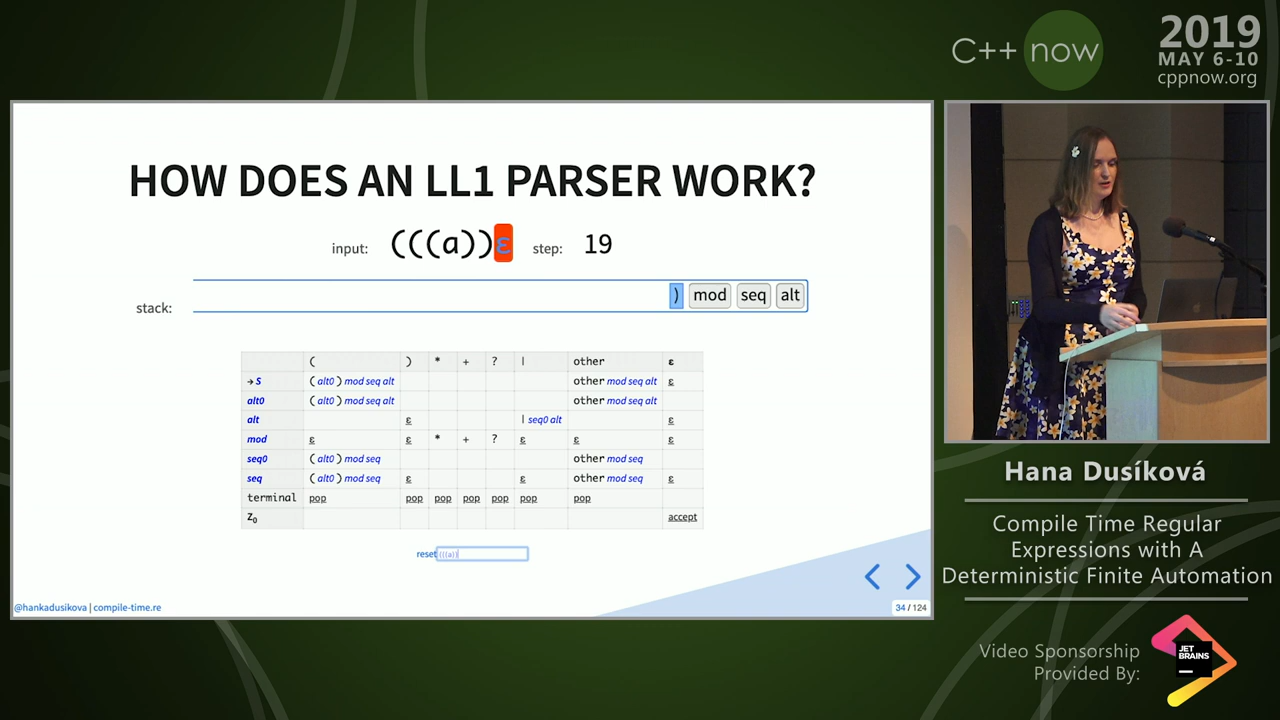 C++ now
2019
MAY 6-10
cppnow.org
HOW DOES AN LL1 PARSER WORK?
input: (((a))ε step: 19
stack: ) mod seq alt
( ) * + ? | other ε
→ S ( alt0 ) mod seq alt other mod seq alt ε
alt0 ( alt0 ) mod seq alt other mod seq alt
alt ε | seq0 alt ε
mod ε ε * + ? ε ε ε
seq0 ( alt0 ) mod seq other mod seq
seq ( alt0 ) mod seq ε ε other mod seq ε
terminal pop pop pop pop pop pop pop
Z0 accept
reset (((a))
@hankadusikova | compile-time.re
34 / 124
Hana Dusíková
Compile Time Regular
Expressions with A
Deterministic Finite Automation
Video Sponsorship
Provided By:
JET
BRAINS